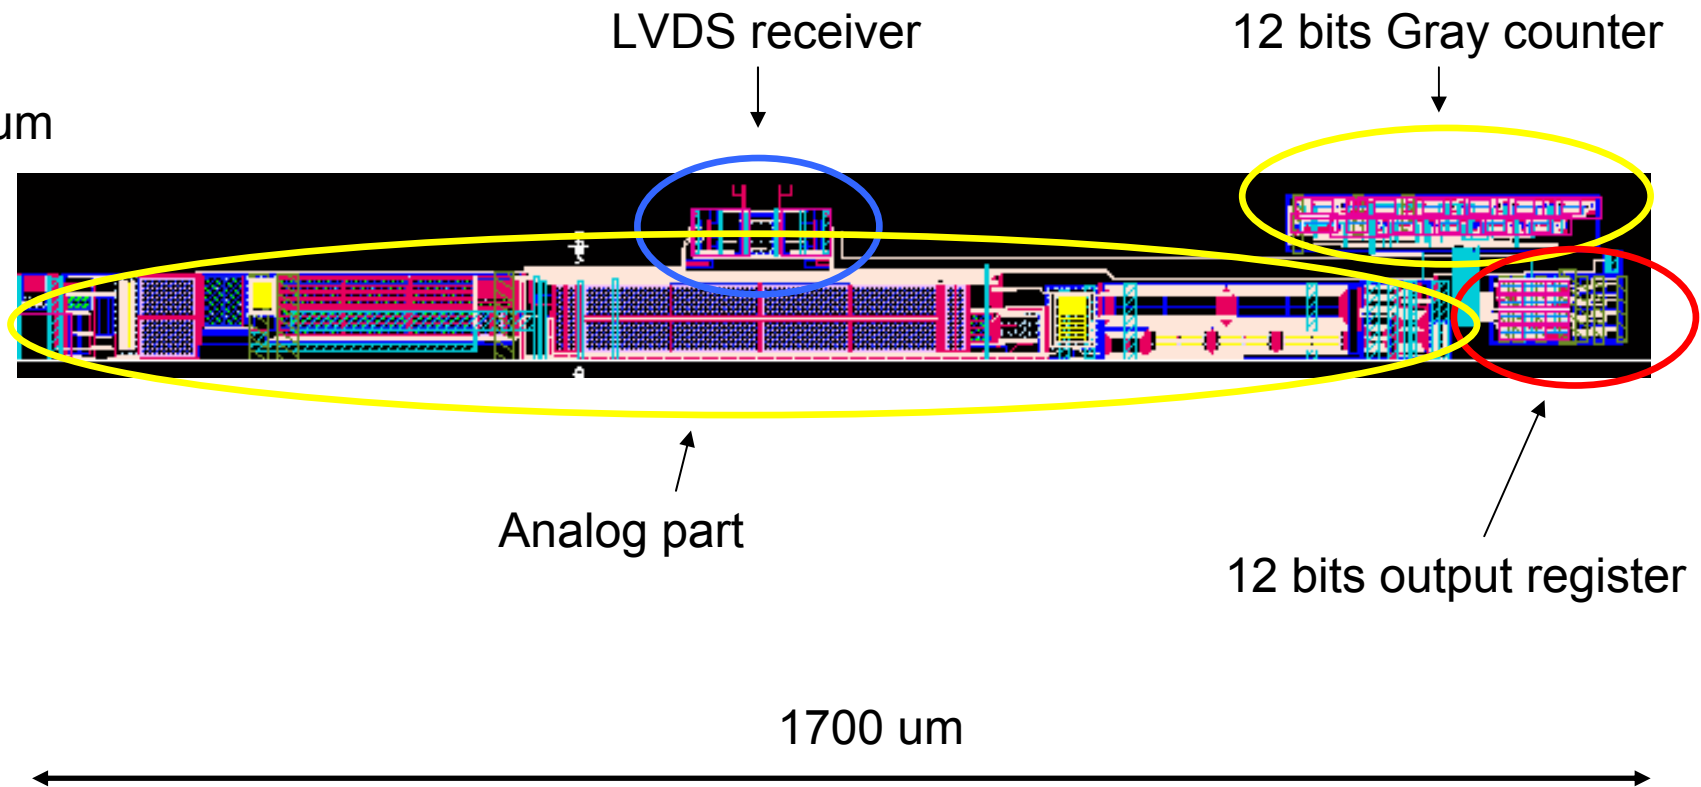 LVDS receiver
12 bits Gray counter
um
Analog part
12 bits output register
1700 um